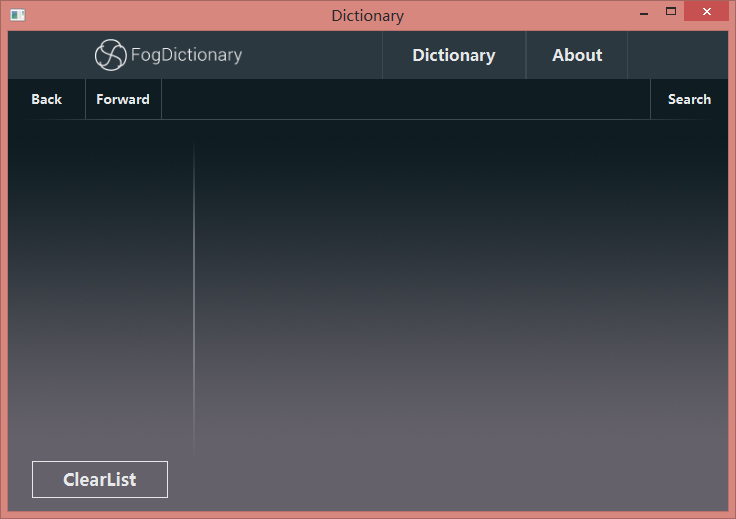 Dictionary
FogDictionary
Dictionary
About
Back
Forward
Search
ClearList